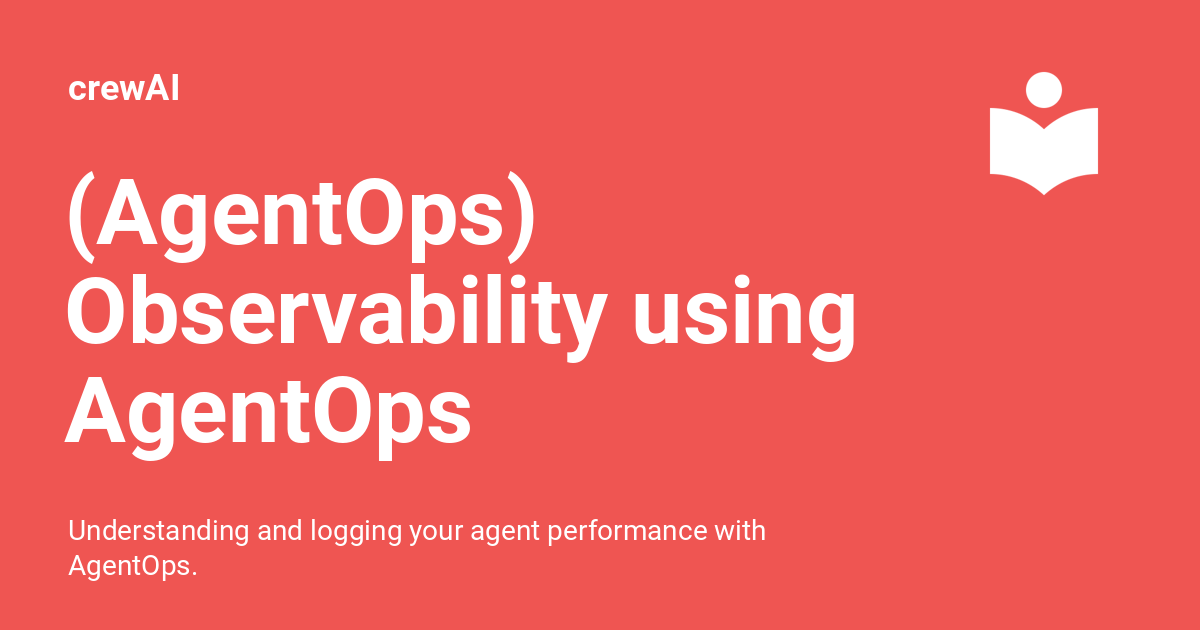 crewAI
(AgentOps)
Observability using
AgentOps
Understanding and logging your agent performance with
AgentOps.